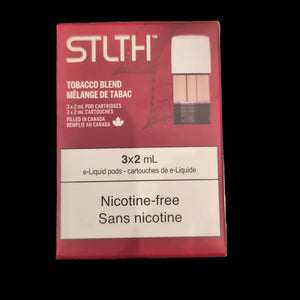 STLTH™
TOBACCO BLEND
MÉLANGE DE TABAC
3 x 2 mL POD CARTRIDGES
3 x 2 mL CARTOUCHES
FILLED IN CANADA
REMPLIE AU CANADA
3x2 mL
e-Liquid pods - cartouches de e-Liquide
Nicotine-free
Sans nicotine